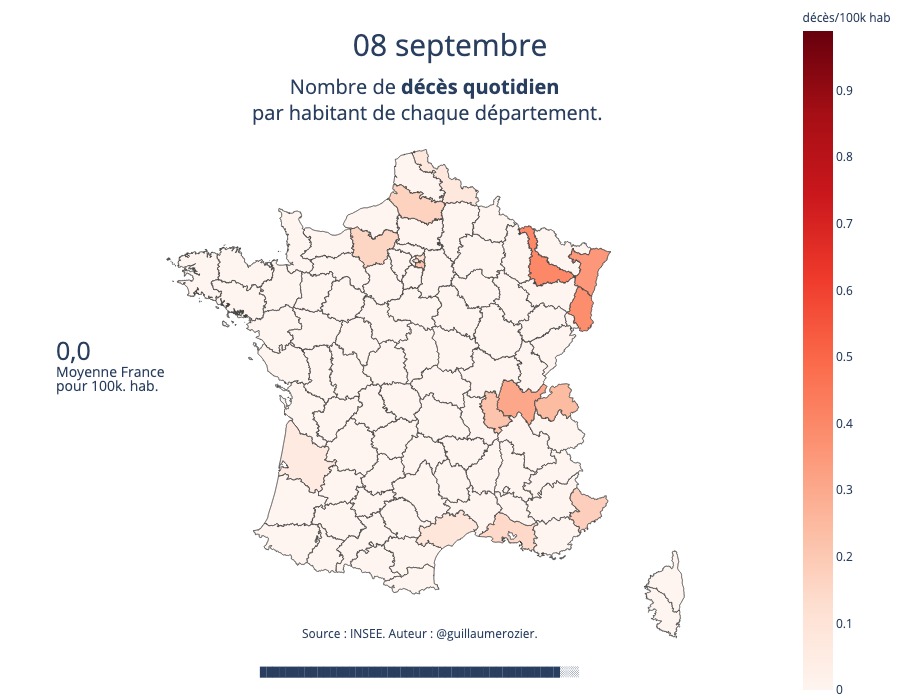 décès/100k hab
08 septembre
Nombre de décès quotidien
par habitant de chaque département.
0.9
0.8
0.7
0.6
0.5
0.4
0.3
0.2
0.1
0
0,0
Moyenne France
pour 100k. hab.
Source : INSEE. Auteur : @guillaumerozier.